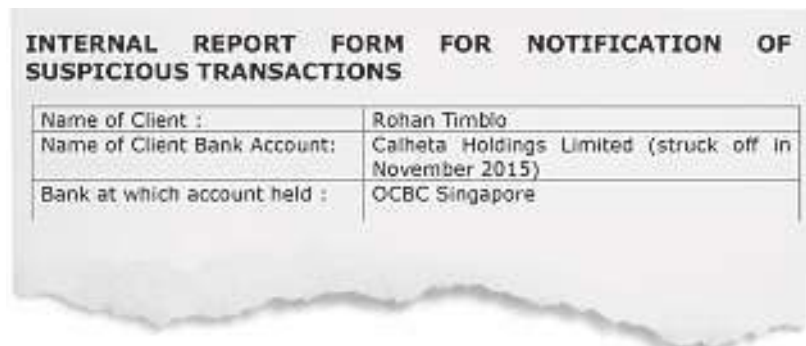 INTERNAL REPORT FORM FOR NOTIFICATION OF
SUSPICIOUS TRANSACTIONS
Name of Client : Rohan Timblo
Name of Client Bank Account: Calheta Holdings Limited (struck off in
November 2015)
Bank at which account held : OCBC Singapore